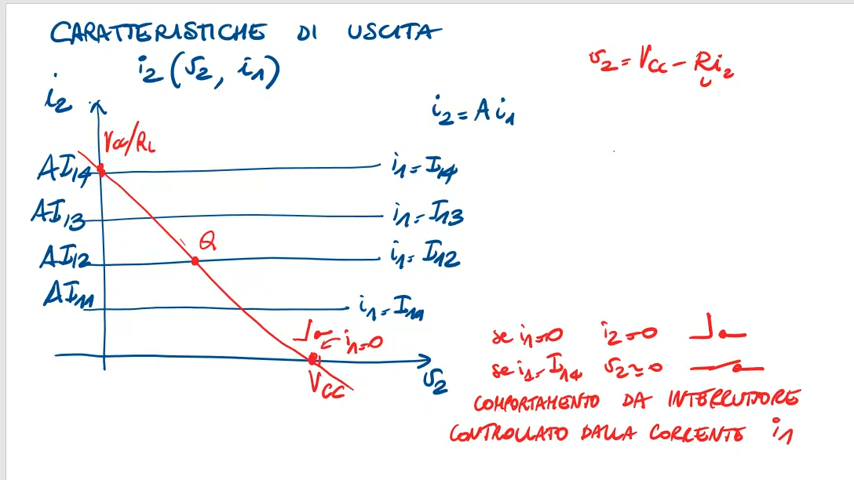 CARATTERISTICHE DI USCITA
i2 (v2, i1)
v2 = Vcc - RL i2
i2
i2 = A i1
Vcc/RL
AI14
i1 = I14
AI13
i1 = I13
Q
AI12
i1 = I12
AI11
i1 = I11
i1=0
Vcc
v2
se i1=0 i2=0
se i1=I14 v2≃0
COMPORTAMENTO DA INTERRUTTORE
CONTROLLATO DALLA CORRENTE i1